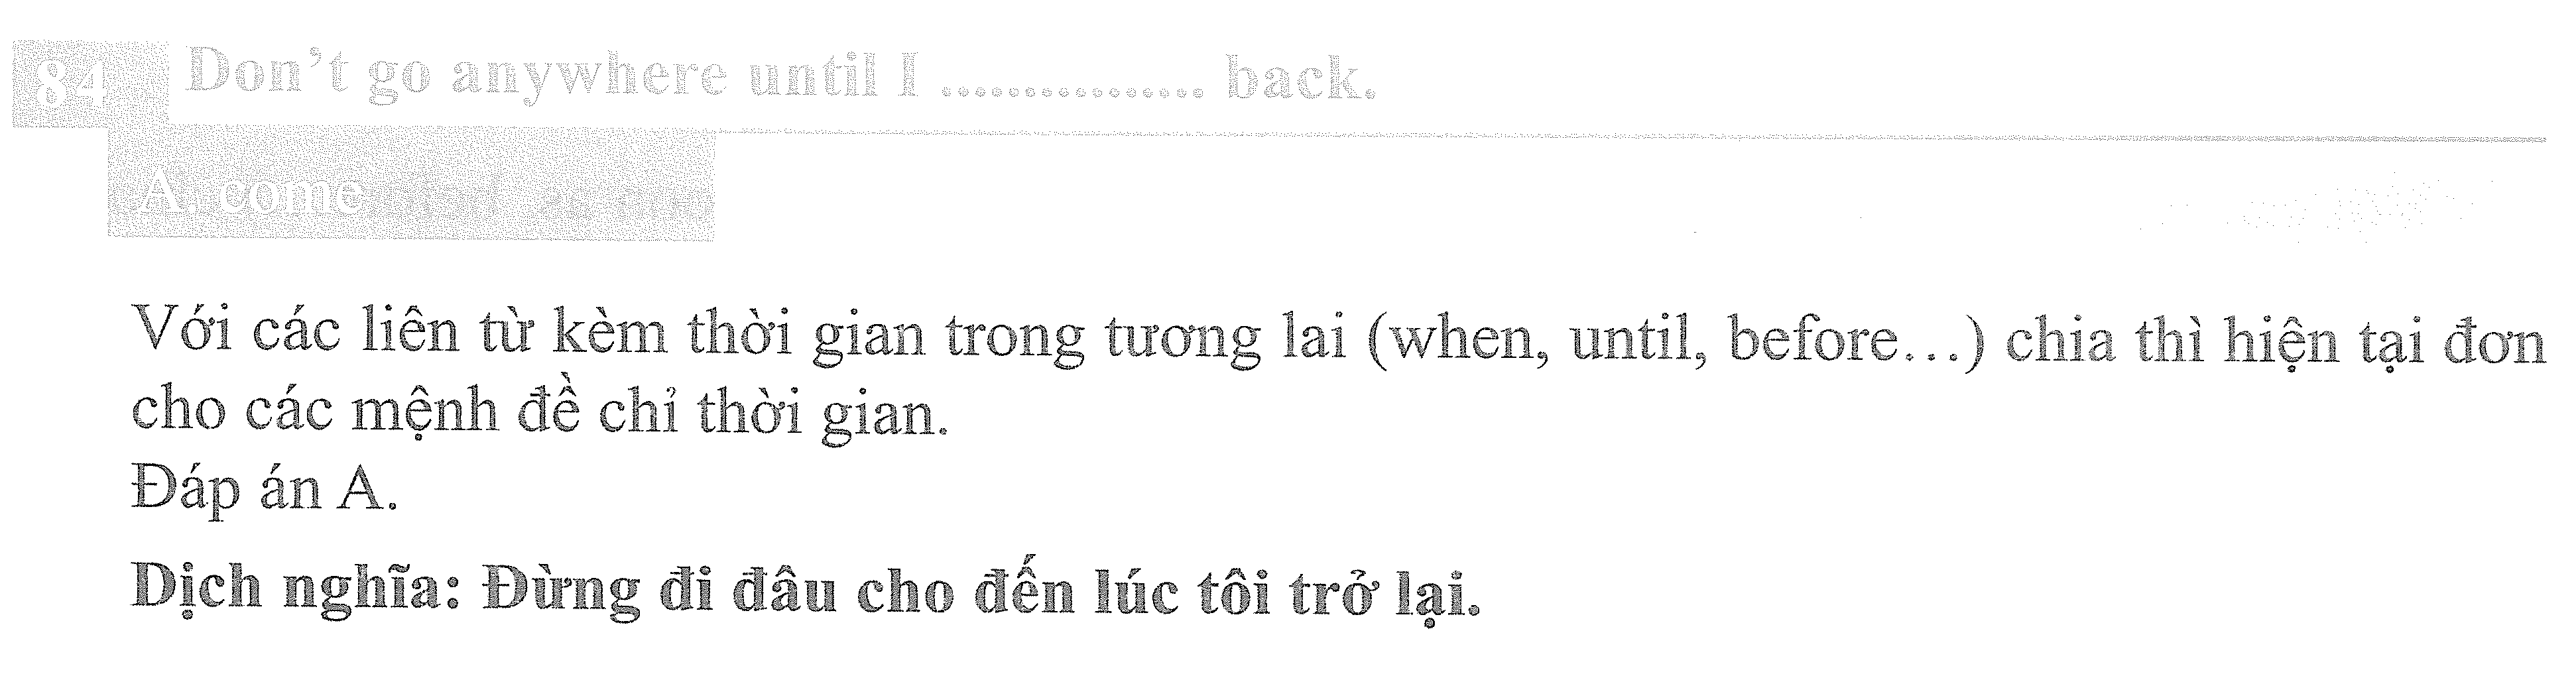 84 Don't go anywhere until I ................ back.
A. come
Với các liên từ kèm thời gian trong tương lai (when, until, before…) chia thì hiện tại đơn
cho các mệnh đề chỉ thời gian.
Đáp án A.
Dịch nghĩa: Đừng đi đâu cho đến lúc tôi trở lại.